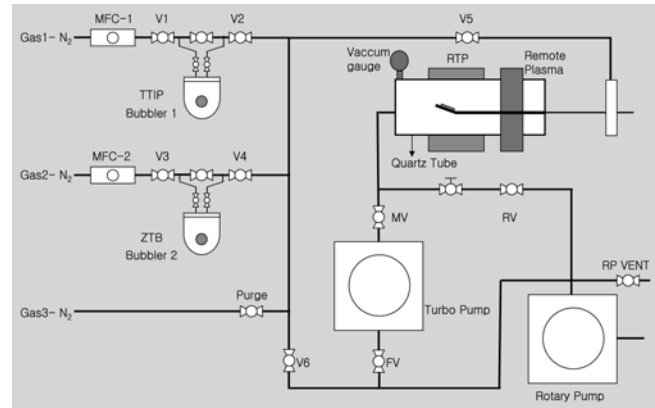 MFC-1 V1 V2 V5
Gas1- N₂
TTIP
Bubbler 1
Vaccum
gauge
RTP
Remote
Plasma
Quartz Tube
MFC-2 V3 V4
Gas2- N₂
ZTB
Bubbler 2
MV RV
RP VENT
Turbo Pump
Purge
Gas3- N₂
V6 FV
Rotary Pump